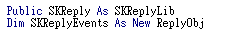 Public SKReply As SKReplyLib
Dim SKReplyEvents As New ReplyObj